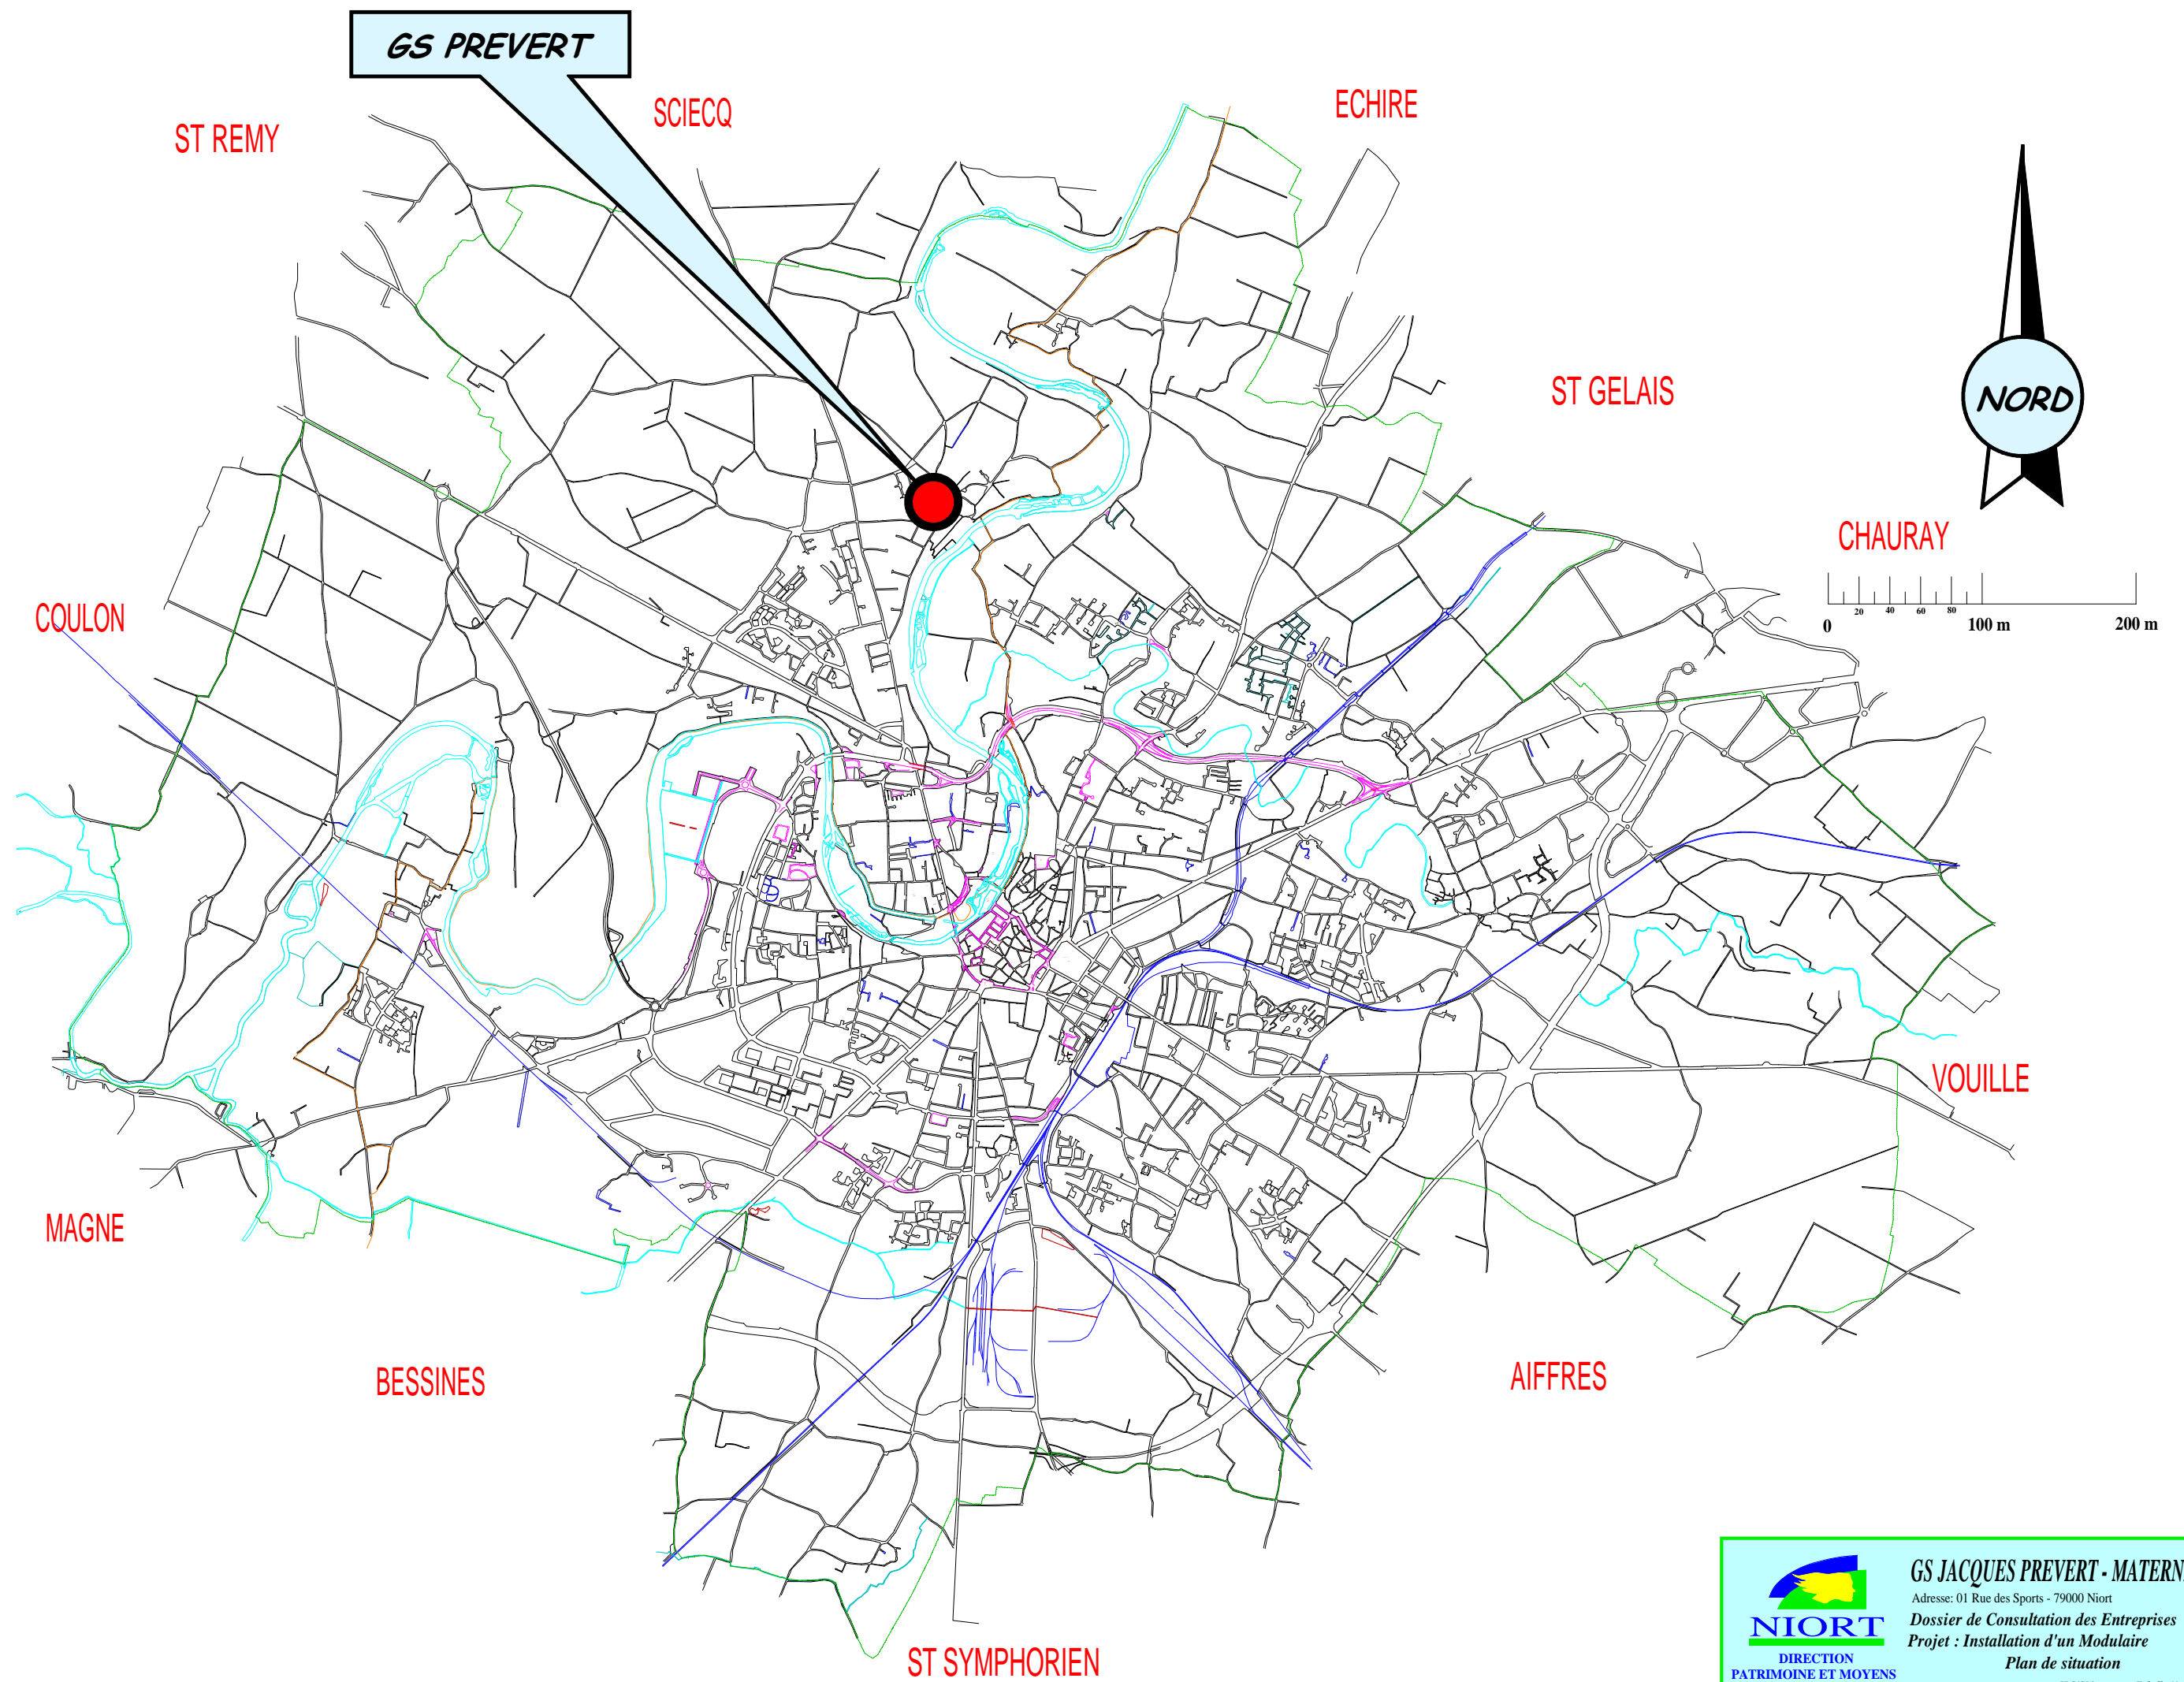 GS PREVERT
SCIECQ
ECHIRE
ST REMY
ST GELAIS
NORD
CHAURAY
20 40 60 80
0 100 m 200 m
COULON
VOUILLE
MAGNE
BESSINES
AIFFRES
ST SYMPHORIEN
NIORT
DIRECTION
PATRIMOINE ET MOYENS
GS JACQUES PREVERT - MATERN
Adresse: 01 Rue des Sports - 79000 Niort
Dossier de Consultation des Entreprises
Projet : Installation d'un Modulaire
Plan de situation